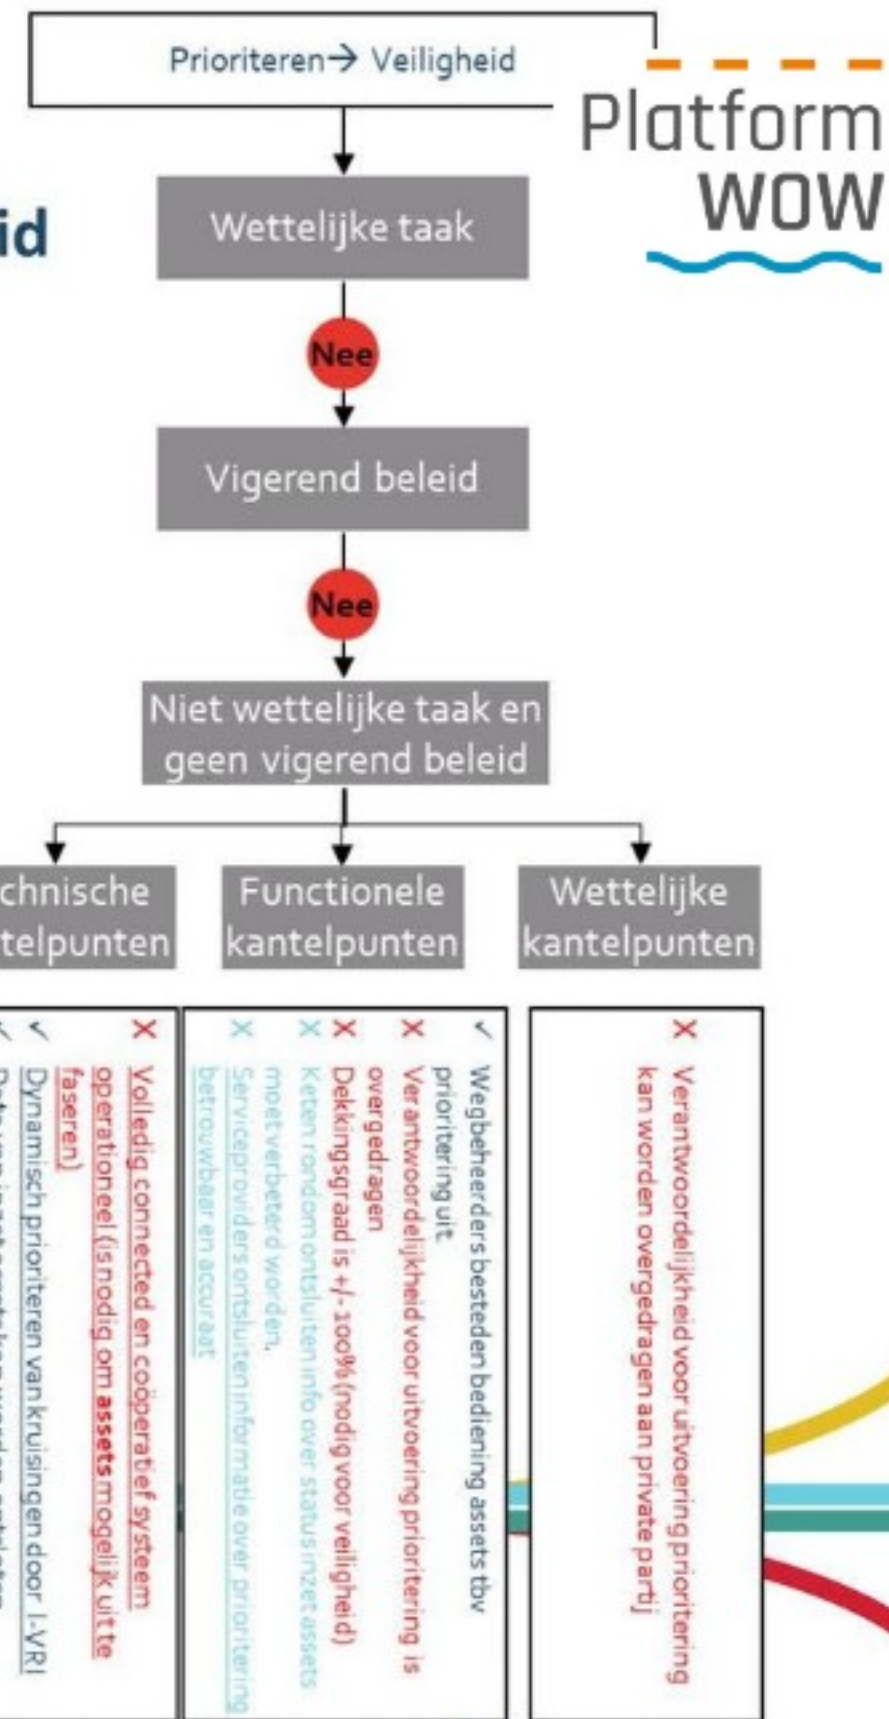 Prioriteren→ Veiligheid
Platform
WOW
id
Wettelijke taak
Nee
Vigerend beleid
Nee
Niet wettelijke taak en
geen vigerend beleid
chnische
telpunten
Functionele
kantelpunten
Wettelijke
kantelpunten
X Volledig connected en coöperatief systeem
operationeel (is nodig om assets mogelijk uit te
faseren)
✓ Dynamisch prioriteren van kruisingen door I-VRI
✓ Wegbeheerders besteden bediening assets tbv
prioritering uit.
X Verantwoordelijkheid voor uitvoering prioritering is
overgedragen
X Dekkingsgraad is +/- 100% (nodig voor veiligheid)
X Keten rondom ontsluiten info over status inzet assets
moet verbeterd worden.
X Serviceproviders ontsluiten informatie over prioritering
betrouwbaar en accuraat
X Verantwoordelijkheid voor uitvoering prioritering
kan worden overgedragen aan private partij